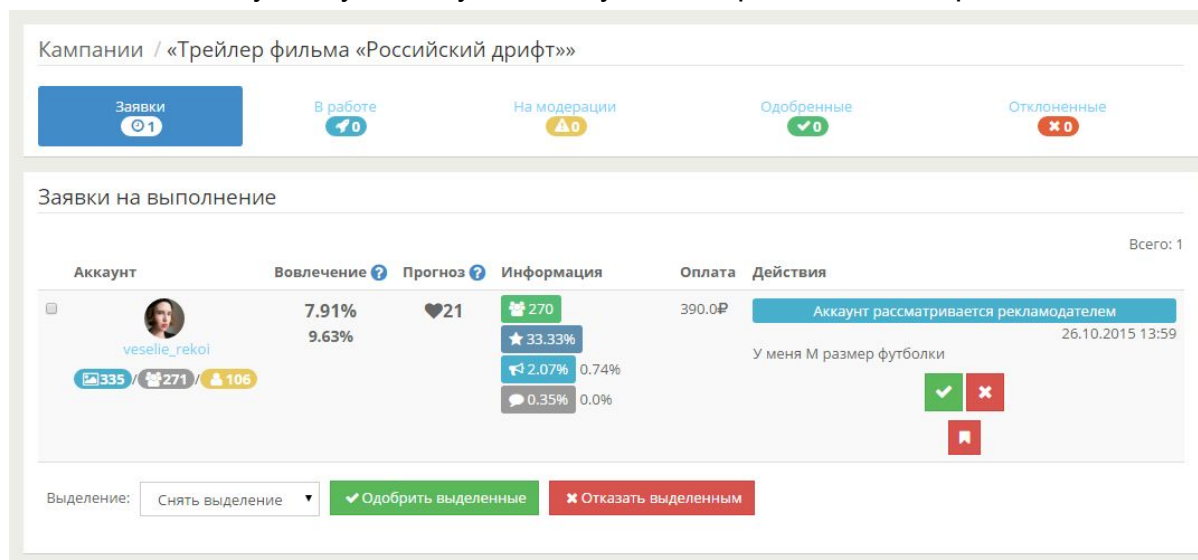 Кампании / «Трейлер фильма «Российский дрифт»»
Заявки
1
В работе
0
На модерации
0
Одобренные
0
Отклоненные
0
Заявки на выполнение
Всего: 1
Аккаунт Вовлечение Прогноз Информация Оплата Действия
7.91% 21 270 390.0₽ Аккаунт рассматривается рекламодателем
9.63% 33.33% 26.10.2015 13:59
veselie_rekoi У меня М размер футболки
335 / 271 / 106 2.07% 0.74%
0.35% 0.0%
Выделение: Снять выделение Одобрить выделенные Отказать выделенным